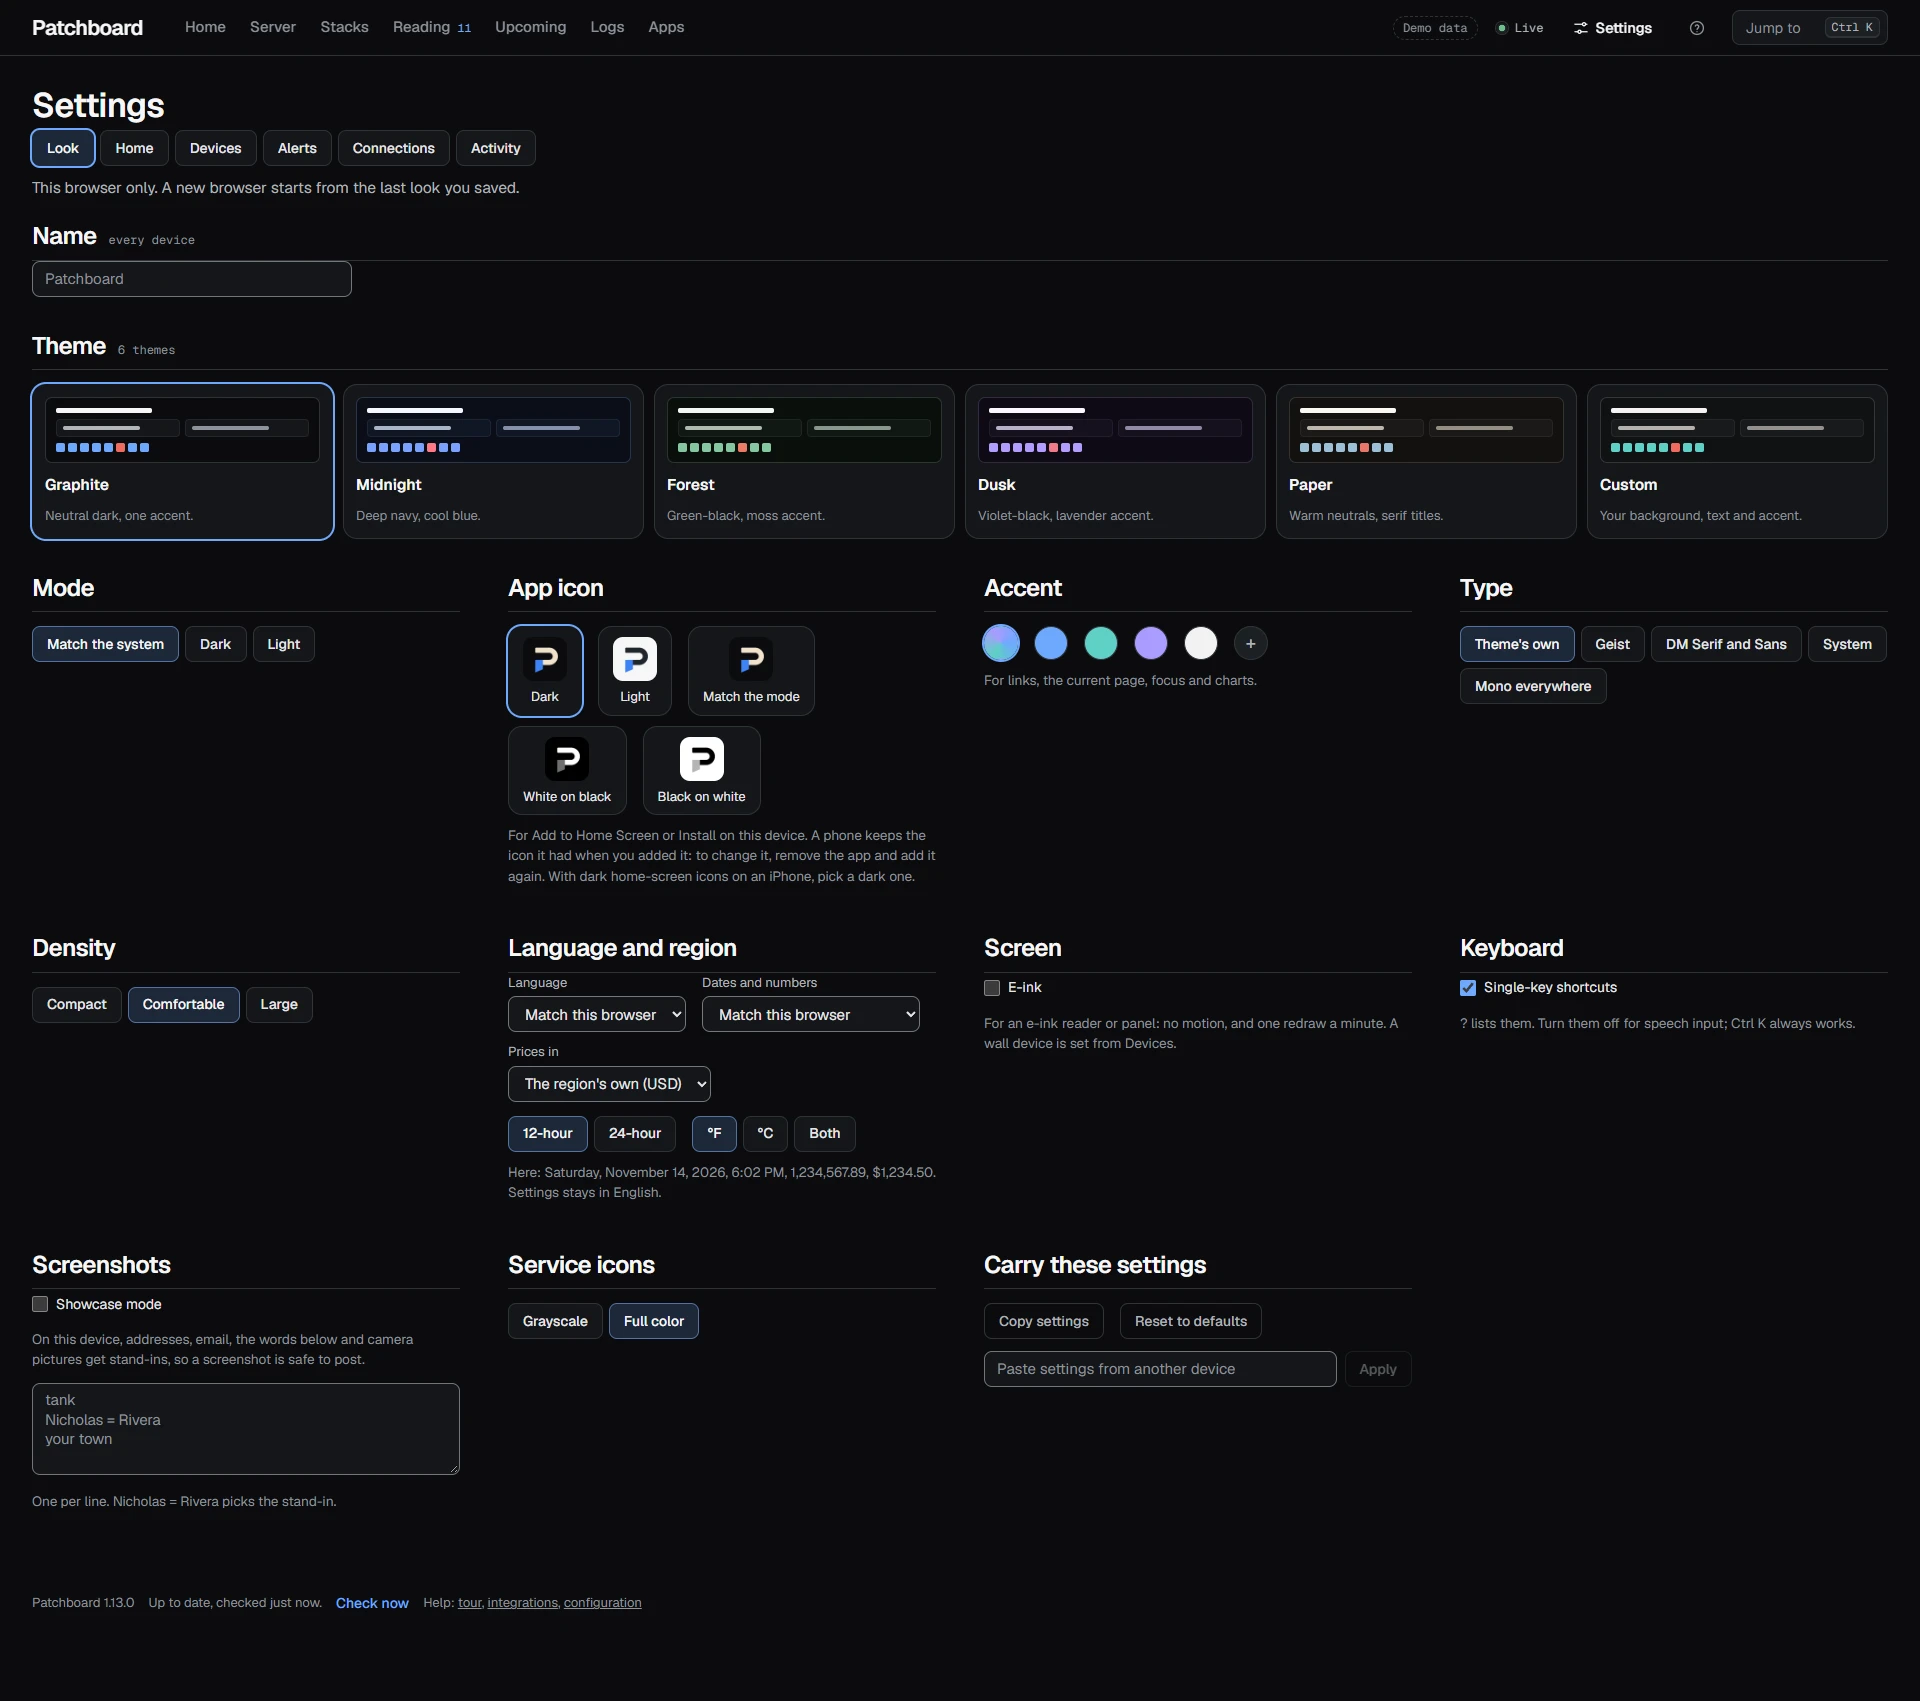 Patchboard
Home
Server
Stacks
Reading 11
Upcoming
Logs
Apps
Demo data
Live
Settings
Jump to
Ctrl K
Settings
Look
Home
Devices
Alerts
Connections
Activity
This browser only. A new browser starts from the last look you saved.
Name every device
Patchboard
Theme 6 themes
Graphite
Neutral dark, one accent.
Midnight
Deep navy, cool blue.
Forest
Green-black, moss accent.
Dusk
Violet-black, lavender accent.
Paper
Warm neutrals, serif titles.
Custom
Your background, text and accent.
Mode
Match the system
Dark
Light
App icon
Dark
Light
Match the mode
White on black
Black on white
For Add to Home Screen or Install on this device. A phone keeps the
icon it had when you added it: to change it, remove the app and add it
again. With dark home-screen icons on an iPhone, pick a dark one.
Accent
+
For links, the current page, focus and charts.
Type
Theme's own
Geist
DM Serif and Sans
System
Mono everywhere
Density
Compact
Comfortable
Large
Language and region
Language
Match this browser
Dates and numbers
Match this browser
Prices in
The region's own (USD)
12-hour
24-hour
°F
°C
Both
Here: Saturday, November 14, 2026, 6:02 PM, 1,234,567.89, $1,234.50.
Settings stays in English.
Screen
E-ink
For an e-ink reader or panel: no motion, and one redraw a minute. A
wall device is set from Devices.
Keyboard
Single-key shortcuts
? lists them. Turn them off for speech input; Ctrl K always works.
Screenshots
Showcase mode
On this device, addresses, email, the words below and camera
pictures get stand-ins, so a screenshot is safe to post.
tank
Nicholas = Rivera
your town
One per line. Nicholas = Rivera picks the stand-in.
Service icons
Grayscale
Full color
Carry these settings
Copy settings
Reset to defaults
Paste settings from another device
Apply
Patchboard 1.13.0
Up to date, checked just now.
Check now
Help: tour, integrations, configuration